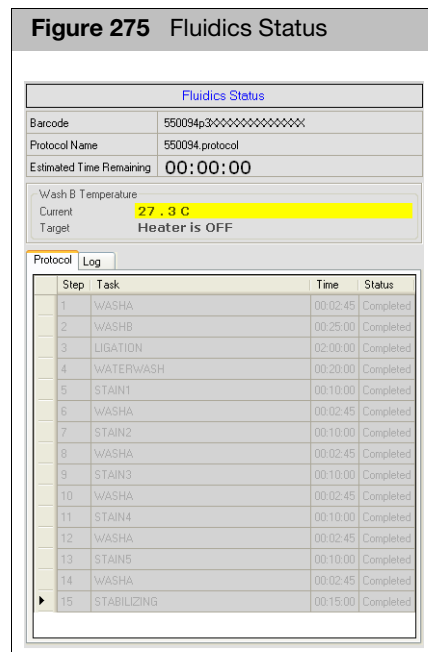 Figure 275 Fluidics Status
Fluidics Status
Barcode 550094p3XXXXXXXXXXXXX
Protocol Name 550094.protocol
Estimated Time Remaining 00:00:00
Wash B Temperature
Current 27 . 3 C
Target Heater is OFF
Protocol Log
Step Task Time Status
1 WASHA 00:02:45 Completed
2 WASHB 00:25:00 Completed
3 LIGATION 02:00:00 Completed
4 WATERWASH 00:20:00 Completed
5 STAIN1 00:10:00 Completed
6 WASHA 00:02:45 Completed
7 STAIN2 00:10:00 Completed
8 WASHA 00:02:45 Completed
9 STAIN3 00:10:00 Completed
10 WASHA 00:02:45 Completed
11 STAIN4 00:10:00 Completed
12 WASHA 00:02:45 Completed
13 STAIN5 00:10:00 Completed
14 WASHA 00:02:45 Completed
15 STABILIZING 00:15:00 Completed